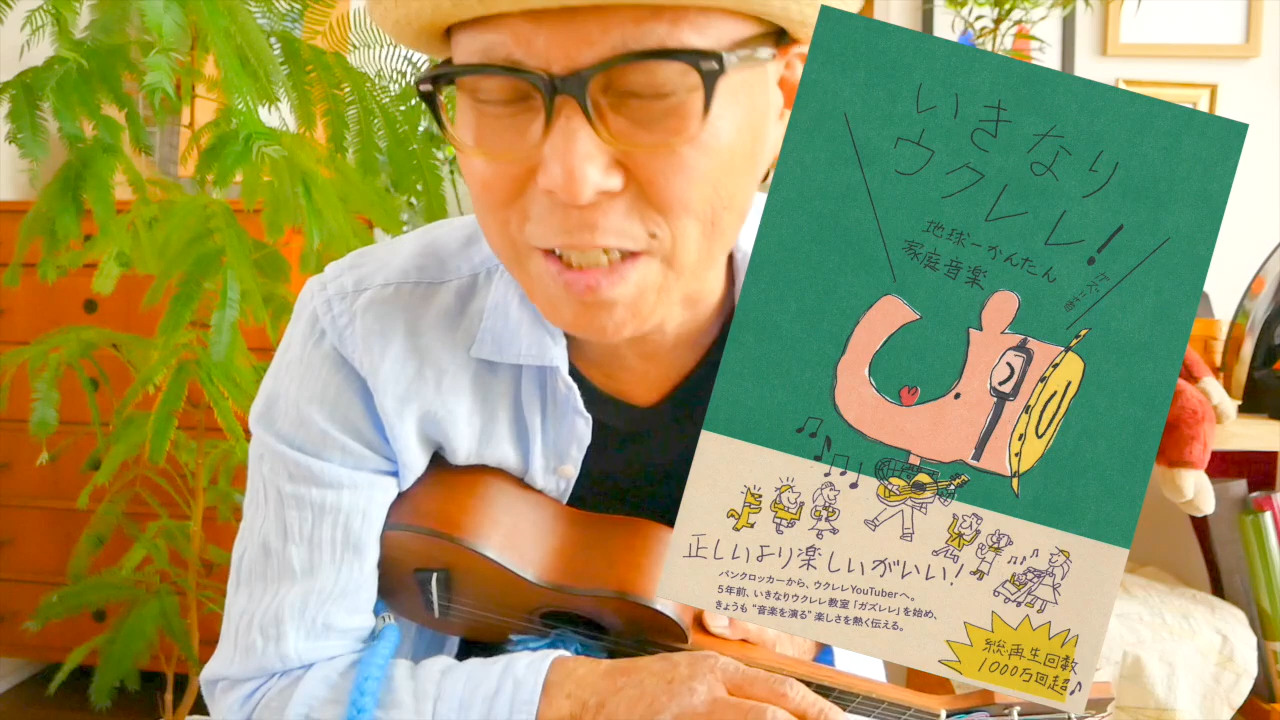 いきなり
ウクレレ!
地球一かんたん
家庭音楽
ガズ
正しいより楽しいがいい!
パンクロッカーから、ウクレレYouTuberへ。
5年前、いきなりウクレレ教室「ガズレレ」を始め、
きょうも“音楽を演る”楽しさを熱く伝える。
総再生回数
1000万回超